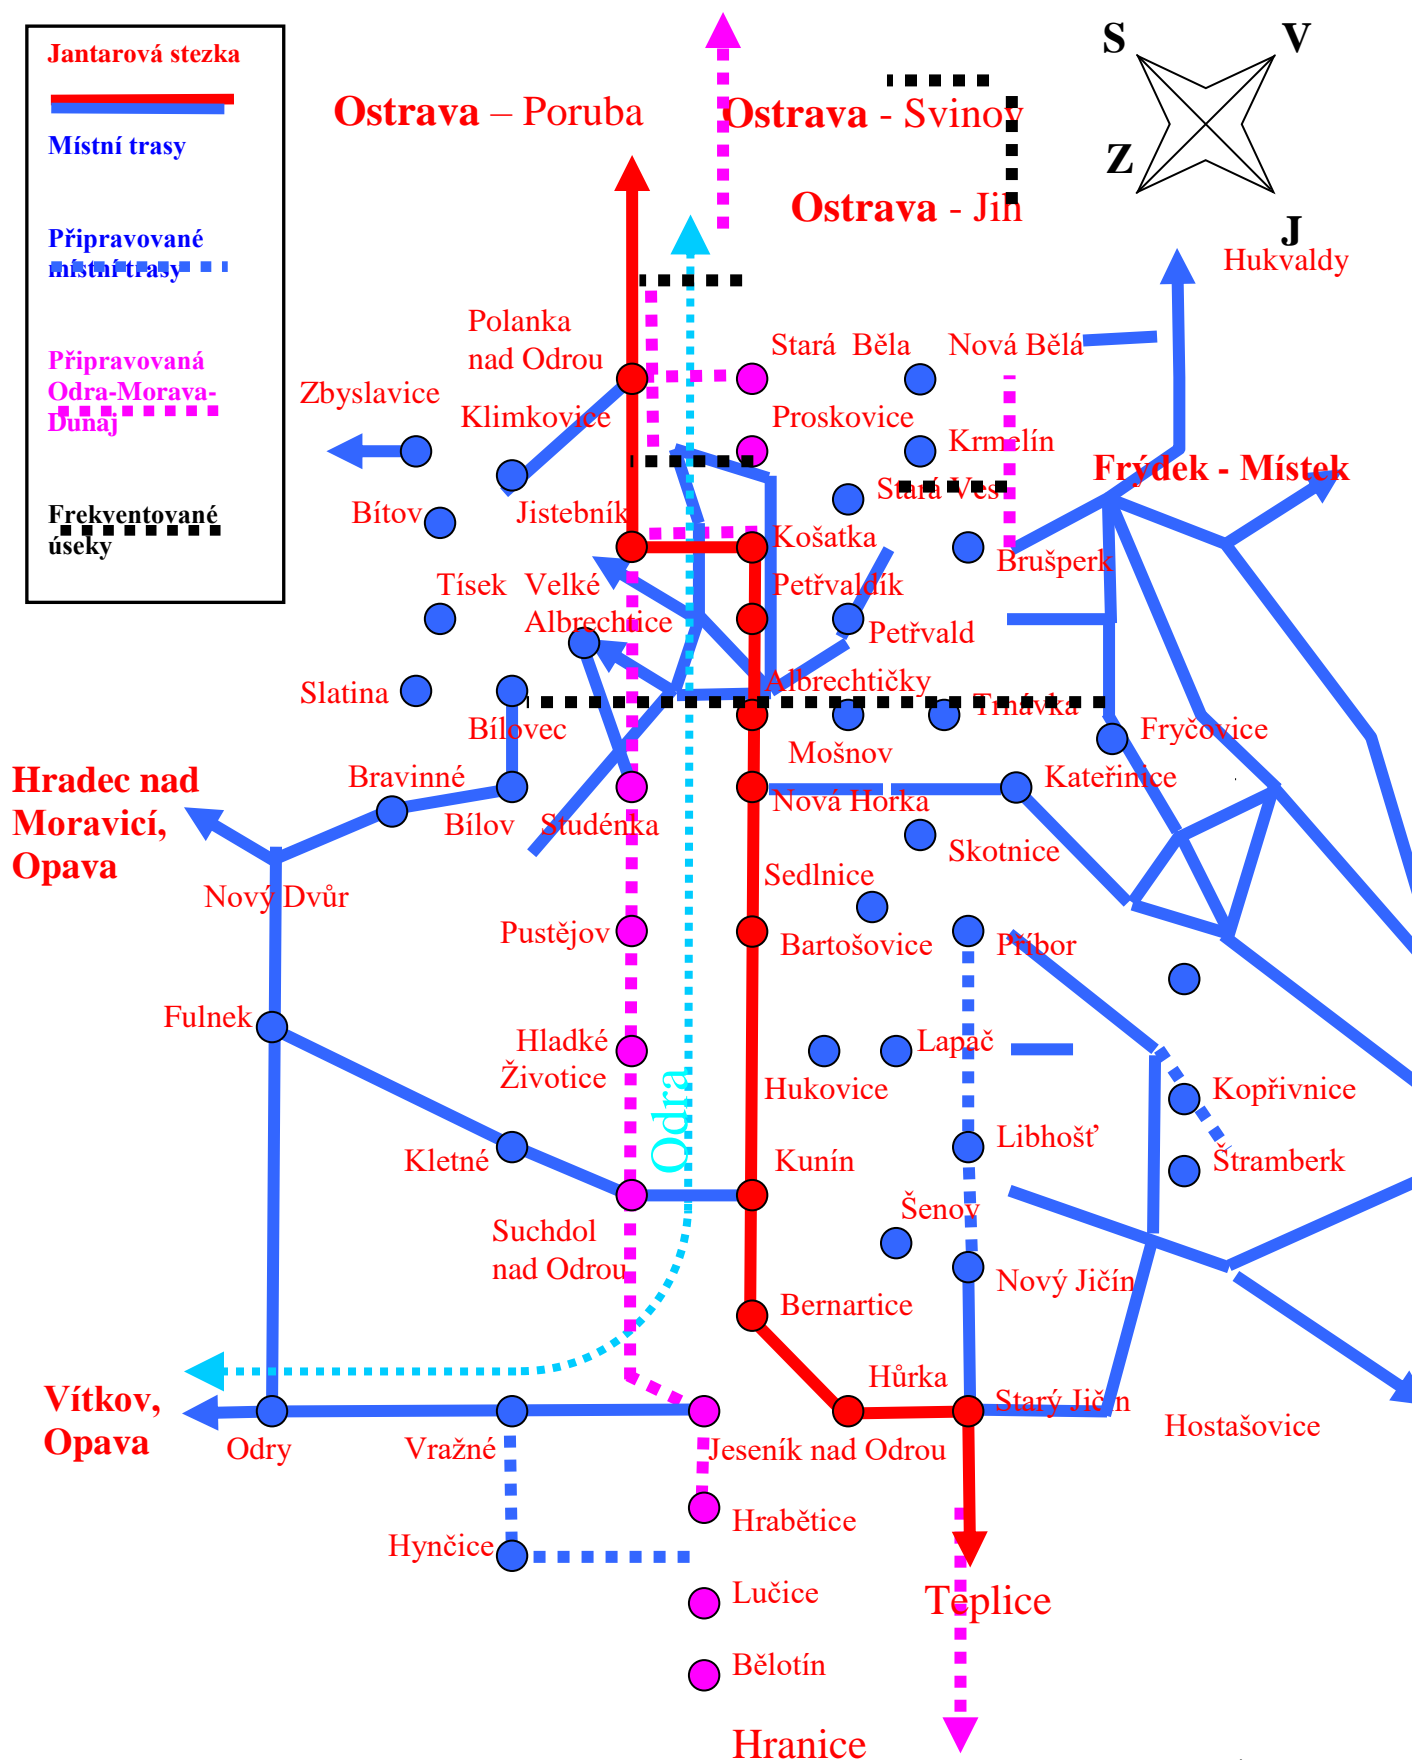 Jantarová stezka
Místní trasy
Připravované
místní trasy
Připravovaná
Odra-Morava-
Dunaj
Frekventované
úseky
Ostrava – Poruba
Ostrava - Svinov
Ostrava - Jih
S
V
Z
J
Hukvaldy
Polanka
nad Odrou
Stará Běla
Nová Bělá
Zbyslavice
Klimkovice
Proskovice
Krmelín
Frýdek - Místek
Stará Ves
Bítov
Jistebník
Košatka
Brušperk
Tísek
Velké
Albrechtice
Petřvaldík
Petřvald
Slatina
Albrechtičky
Trnávka
Bílovec
Mošnov
Fryčovice
Hradec nad
Moravicí,
Opava
Bravinné
Bílov
Studénka
Nová Horka
Kateřinice
Skotnice
Nový Dvůr
Sedlnice
Pustějov
Bartošovice
Příbor
Fulnek
Hladké
Životice
Odra
Hukovice
Lapač
Kopřivnice
Kletné
Kunín
Libhošť
Štramberk
Suchdol
nad Odrou
Šenov
Nový Jičín
Bernartice
Vítkov,
Opava
Hůrka
Starý Jičín
Hostašovice
Odry
Vražné
Jeseník nad Odrou
Hrabětice
Hynčice
Lučice
Teplice
Bělotín
Hranice